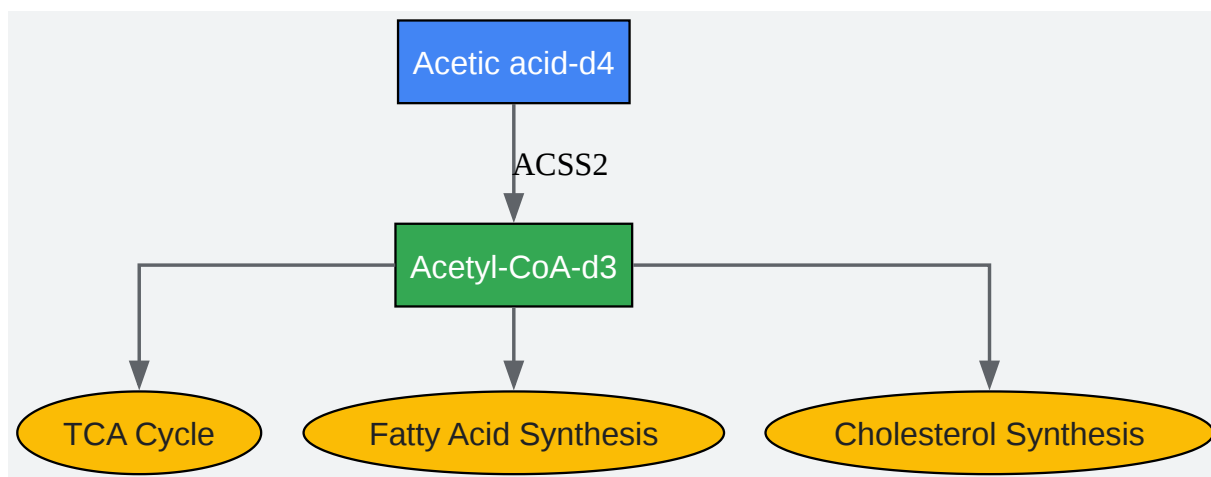 Acetic acid-d4
ACSS2
Acetyl-CoA-d3
TCA Cycle
Fatty Acid Synthesis
Cholesterol Synthesis